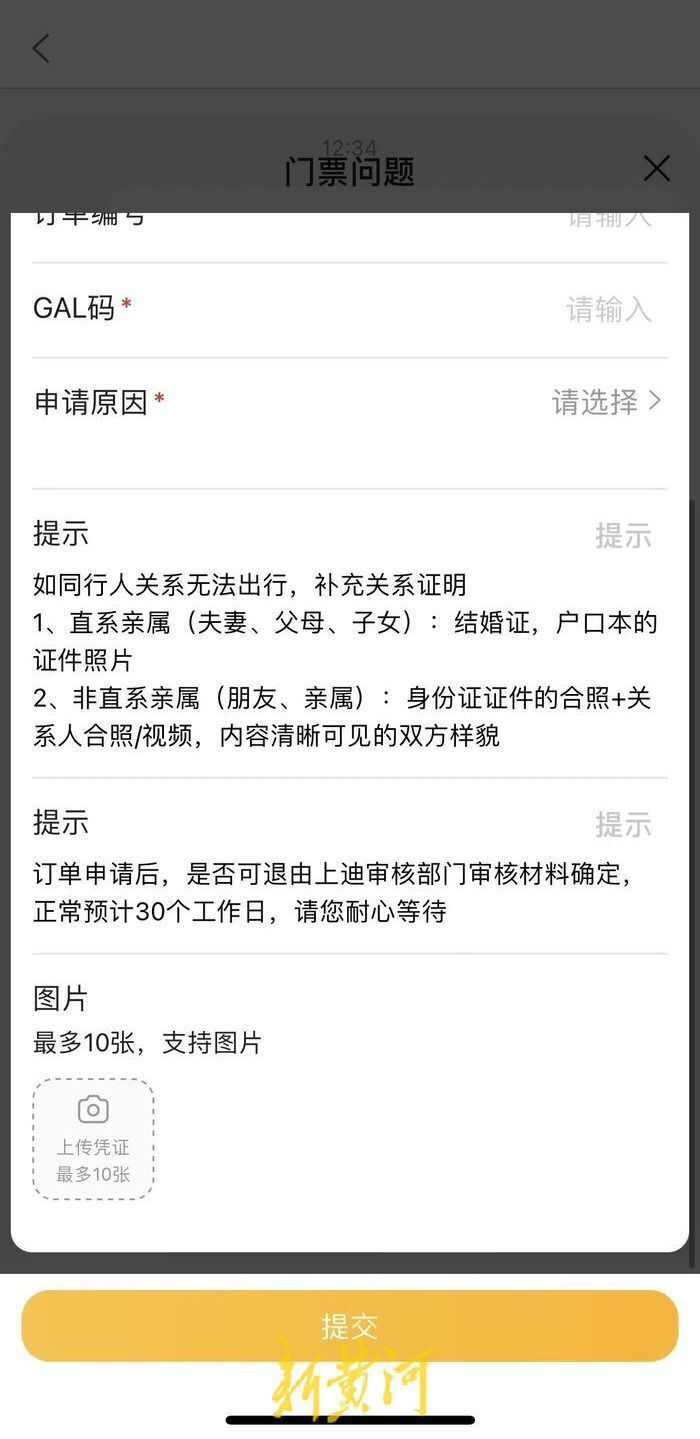 12:34
门票问题
订单编号 请输入
GAL码* 请输入
申请原因* 请选择
提示 提示
如同行人关系无法出行，补充关系证明
1、直系亲属（夫妻、父母、子女）：结婚证，户口本的
证件照片
2、非直系亲属（朋友、亲属）：身份证证件的合照+关
系人合照/视频，内容清晰可见的双方样貌
提示 提示
订单申请后，是否可退由上迪审核部门审核材料确定，
正常预计30个工作日，请您耐心等待
图片
最多10张，支持图片
上传凭证
最多10张
提交
新黄河